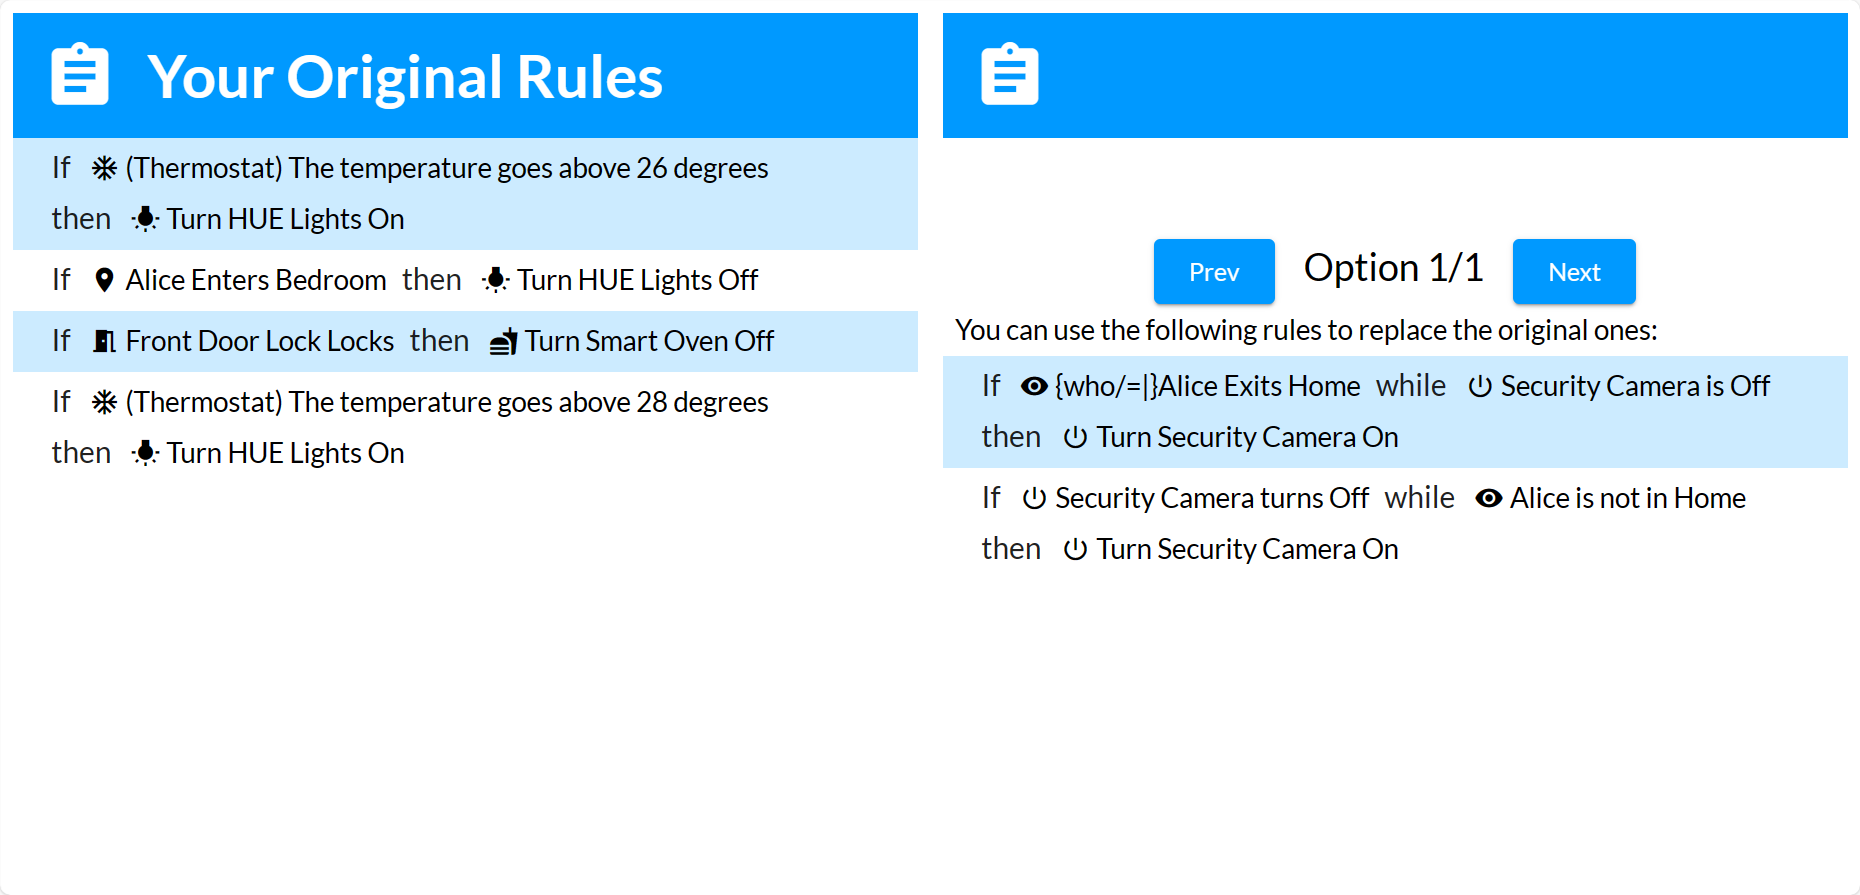 Your Original Rules
If (Thermostat) The temperature goes above 26 degrees
then Turn HUE Lights On
If Alice Enters Bedroom then Turn HUE Lights Off
If Front Door Lock Locks then Turn Smart Oven Off
If (Thermostat) The temperature goes above 28 degrees
then Turn HUE Lights On
Prev Option 1/1 Next
You can use the following rules to replace the original ones:
If {who/=|}Alice Exits Home while Security Camera is Off
then Turn Security Camera On
If Security Camera turns Off while Alice is not in Home
then Turn Security Camera On